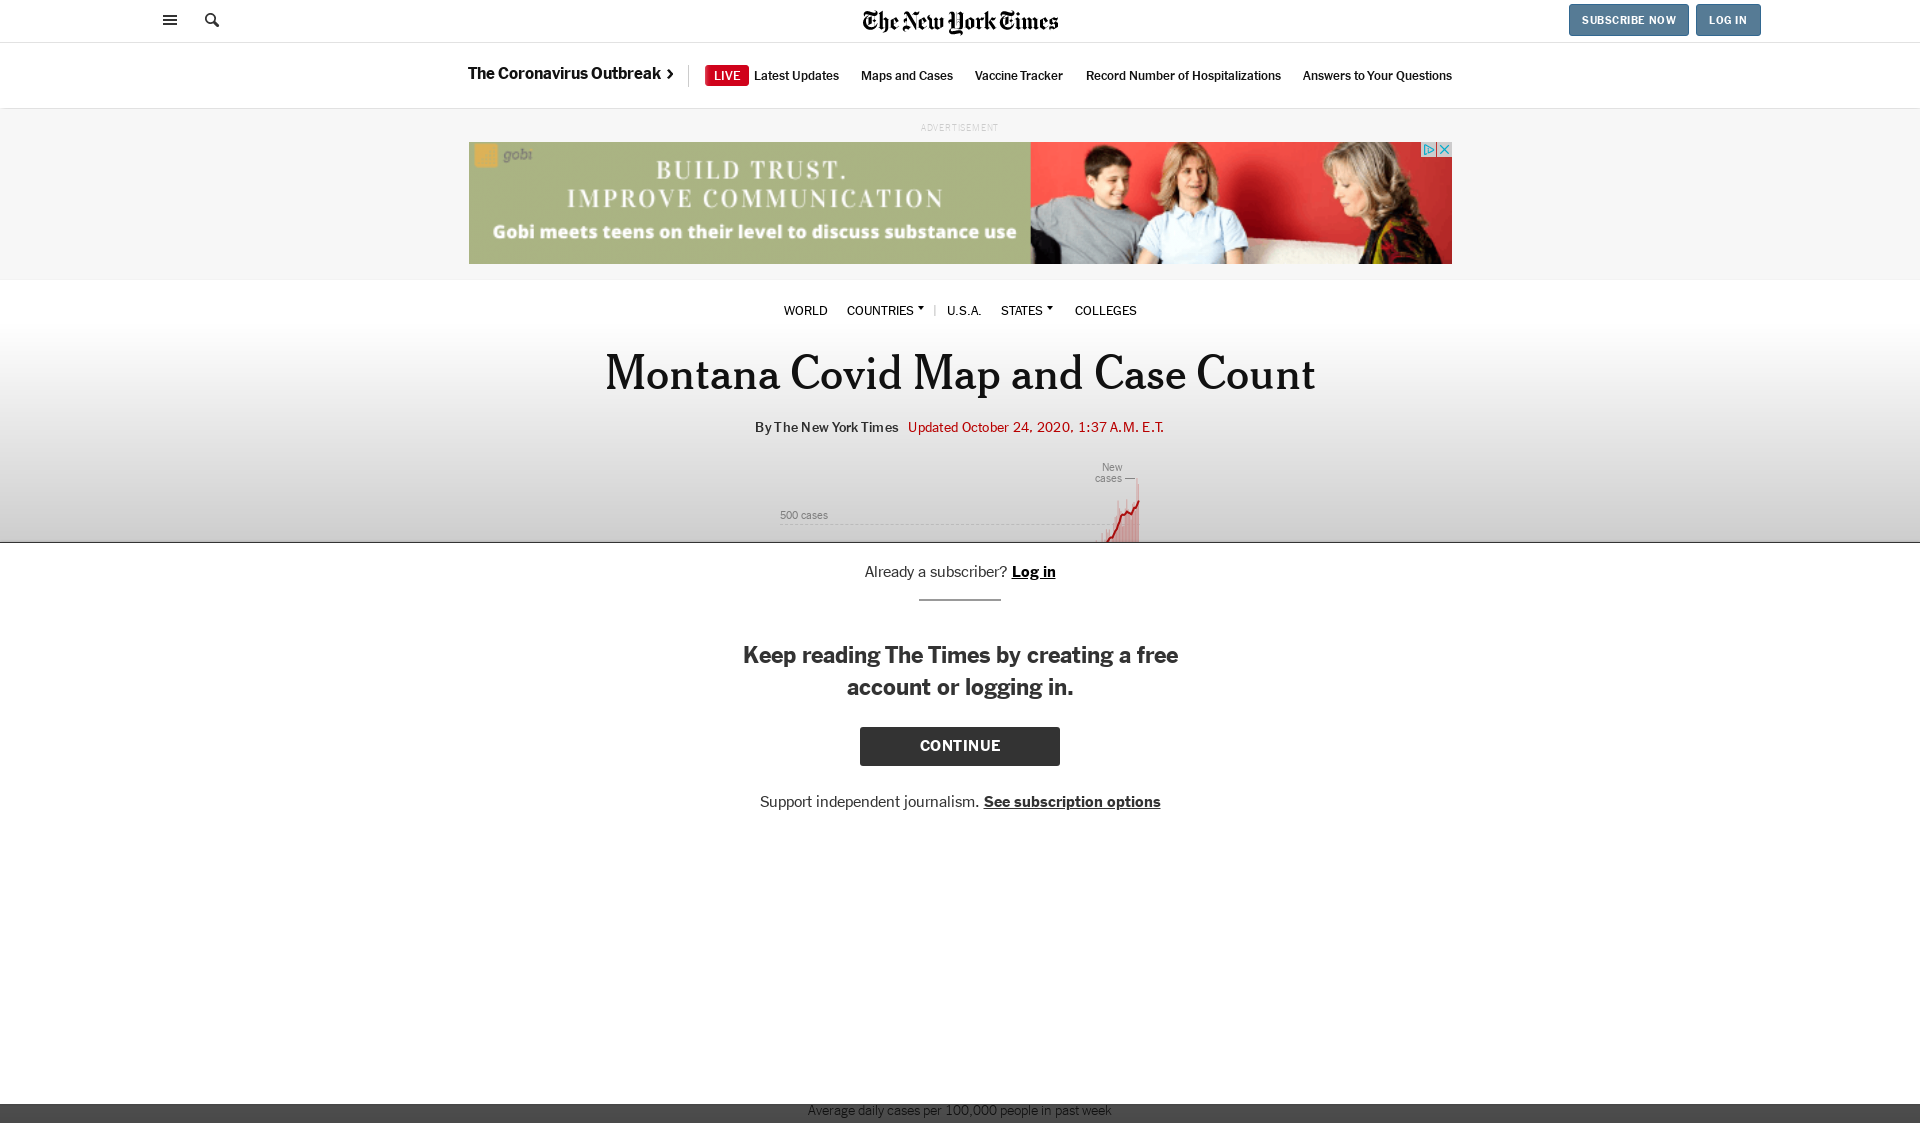 The New York Times
SUBSCRIBE NOW
LOG IN
The Coronavirus Outbreak
LIVE Latest Updates
Maps and Cases
Vaccine Tracker
Record Number of Hospitalizations
Answers to Your Questions
ADVERTISEMENT
gobi
BUILD TRUST.
IMPROVE COMMUNICATION
Gobi meets teens on their level to discuss substance use
WORLD COUNTRIES | U.S.A. STATES COLLEGES
Montana Covid Map and Case Count
By The New York Times Updated October 24, 2020, 1:37 A.M. E.T.
New
cases
500 cases
Already a subscriber? Log in
Keep reading The Times by creating a free
account or logging in.
CONTINUE
Support independent journalism. See subscription options
Average daily cases per 100,000 people in past week